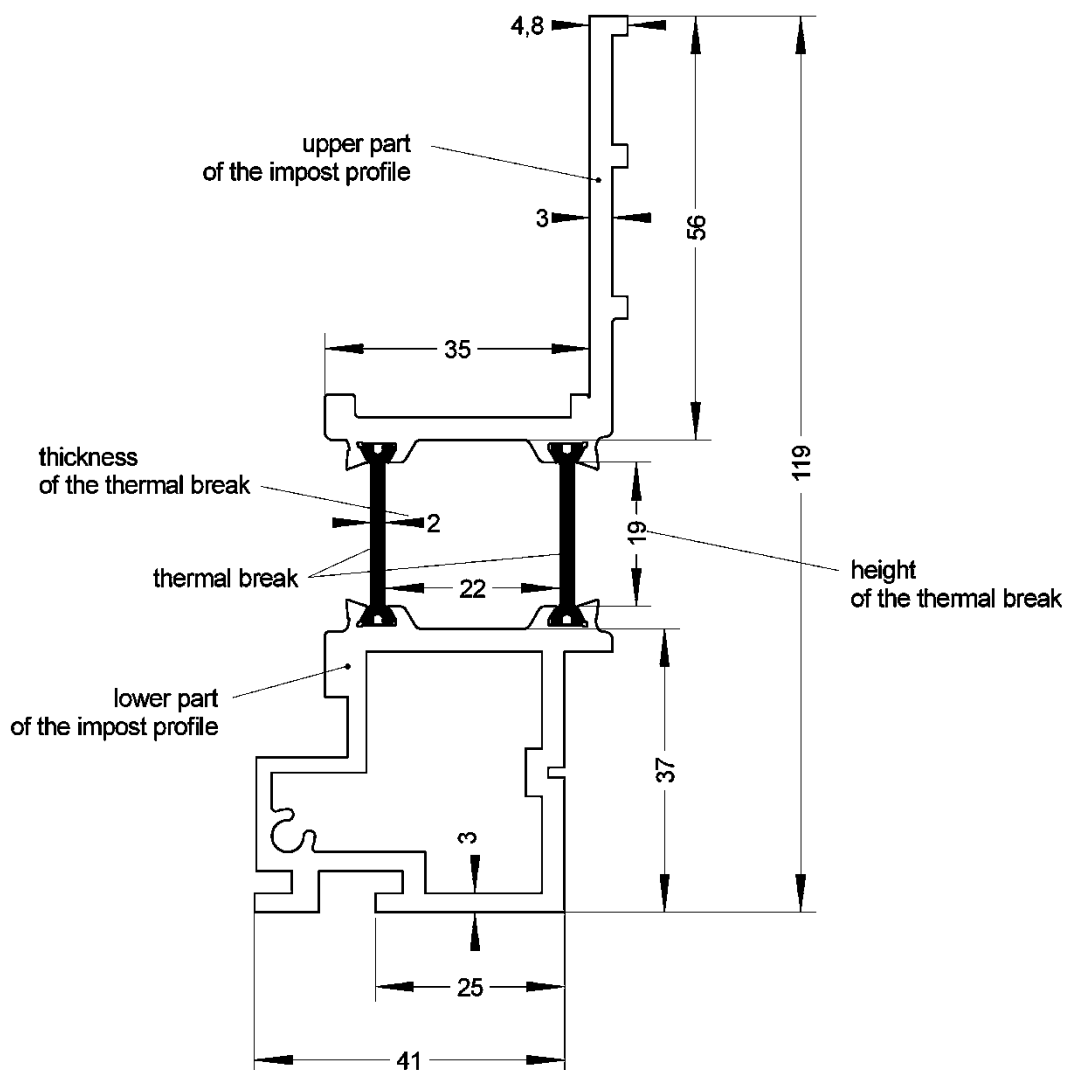 4,8
upper part
of the impost profile
3
56
35
119
thickness
of the thermal break
2
19
thermal break
22
height
of the thermal break
lower part
of the impost profile
37
3
25
41